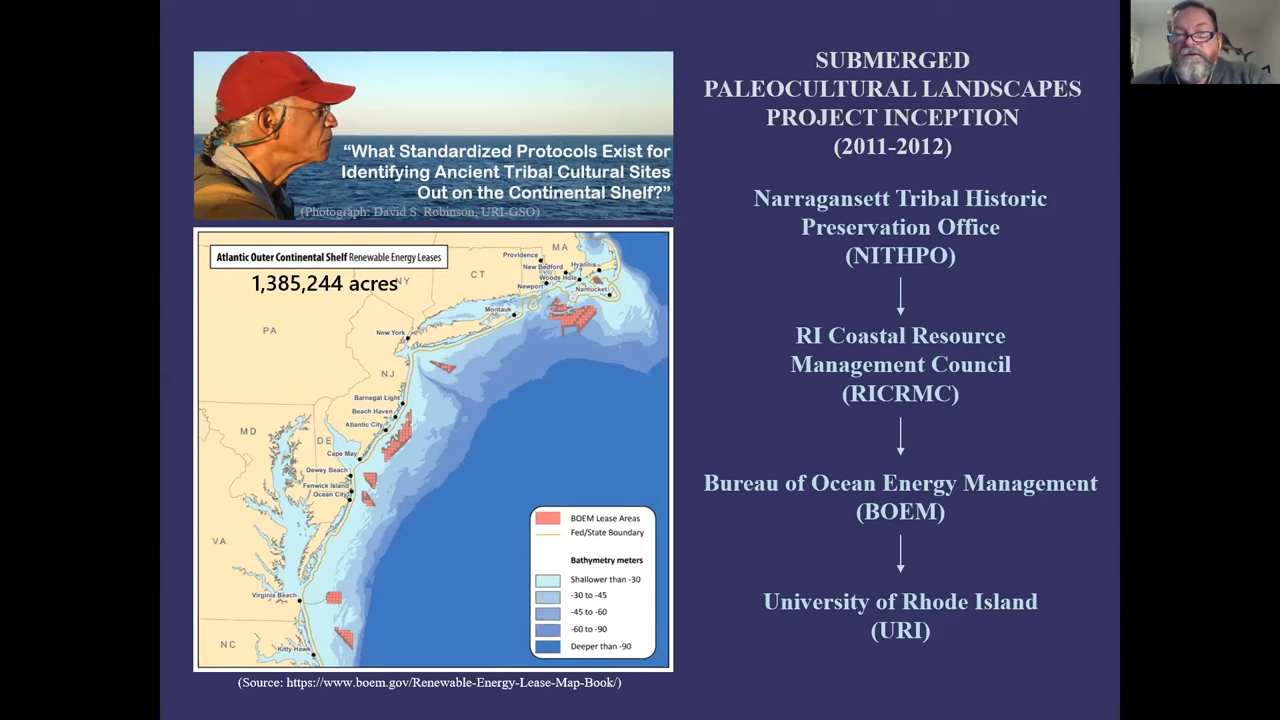 “What Standardized Protocols Exist for
Identifying Ancient Tribal Cultural Sites
Out on the Continental Shelf?”
(Photograph: David S. Robinson, URI-GSO)
Atlantic Outer Continental Shelf Renewable Energy Leases
1,385,244 acres
NY
MA
CT
PA
NJ
MD
DE
VA
NC
Providence
New Bedford
Hyannis
Woods Hole
Newport
Nantucket
Montauk
New York
Barnegat Light
Beach Haven
Atlantic City
Cape May
Dewey Beach
Fenwick Island
Ocean City
Virginia Beach
Kitty Hawk
BOEM Lease Areas
Fed/State Boundary
Bathymetry meters
Shallower than -30
-30 to -45
-45 to -60
-60 to -90
Deeper than -90
(Source: https://www.boem.gov/Renewable-Energy-Lease-Map-Book/)
SUBMERGED
PALEOCULTURAL LANDSCAPES
PROJECT INCEPTION
(2011-2012)
Narragansett Tribal Historic
Preservation Office
(NITHPO)
RI Coastal Resource
Management Council
(RICRMC)
Bureau of Ocean Energy Management
(BOEM)
University of Rhode Island
(URI)